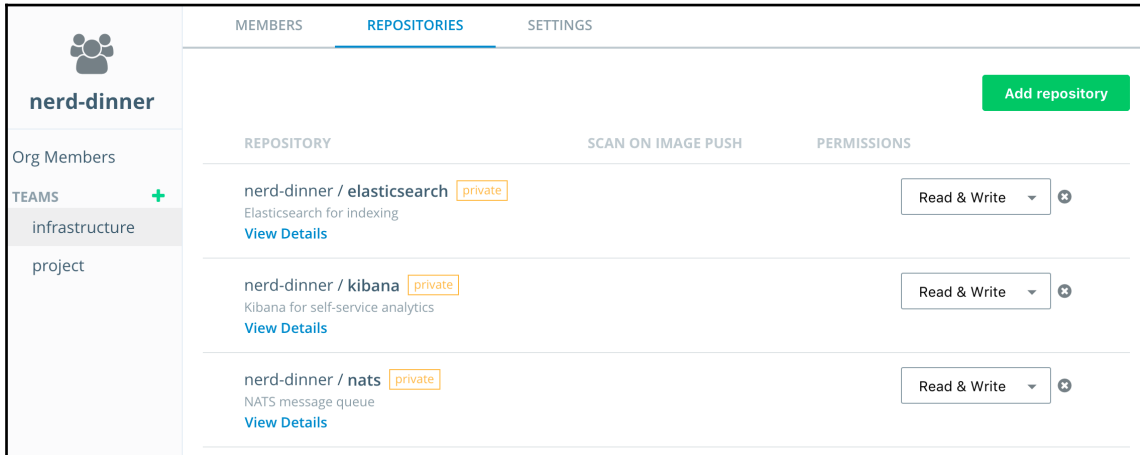 MEMBERS REPOSITORIES SETTINGS
nerd-dinner
Org Members
TEAMS +
infrastructure
project
Add repository
REPOSITORY SCAN ON IMAGE PUSH PERMISSIONS
nerd-dinner / elasticsearch private
Elasticsearch for indexing
View Details
Read & Write
nerd-dinner / kibana private
Kibana for self-service analytics
View Details
Read & Write
nerd-dinner / nats private
NATS message queue
View Details
Read & Write